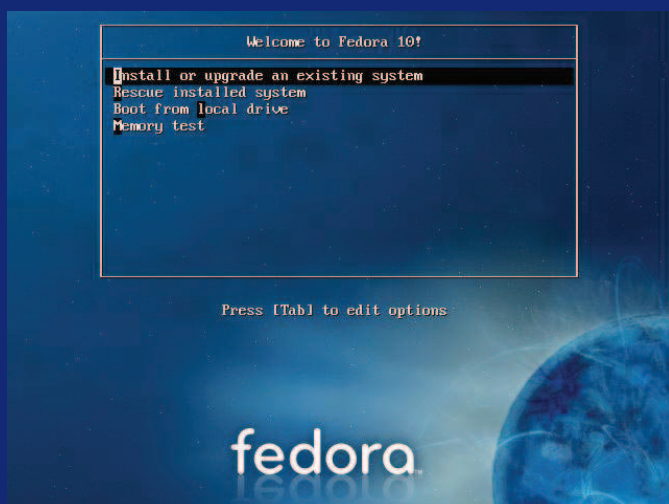 Welcome to Fedora 10!
Install or upgrade an existing system
Rescue installed system
Boot from local drive
Memory test
Press [Tab] to edit options
fedora